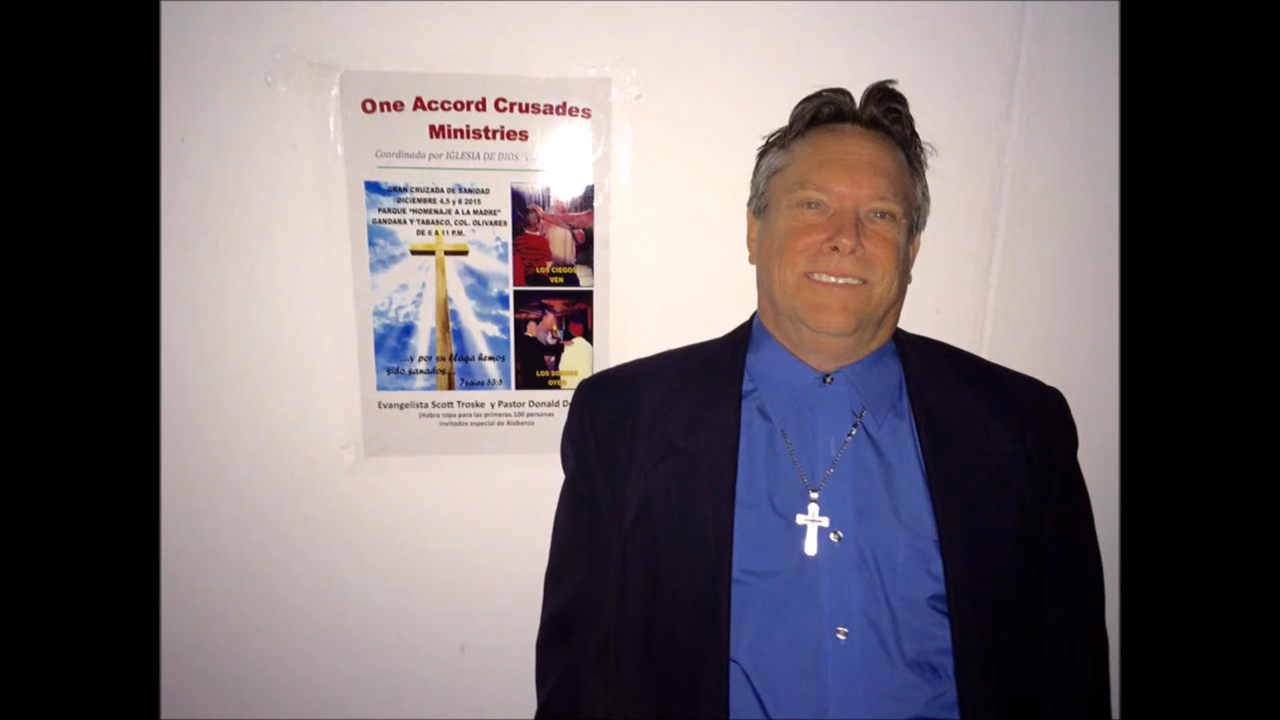 One Accord Crusades
Ministries
Coordinada por IGLESIA DE DIOS
GRAN CRUZADA DE SANIDAD
DICIEMBRE 4,5 y 6 2015
PARQUE "HOMENAJE A LA MADRE"
GANDARA Y TABASCO, COL. OLIVARES
DE 6 A 11 P.M.
LOS CIEGOS
VEN
...y por su llaga hemos
sido sanados...
Isaias 53:5
LOS SORDOS
OYEN
Evangelista Scott Troske y Pastor Donald
(Habra ropa para las primeras 100 personas
invitados especial de Alabanza